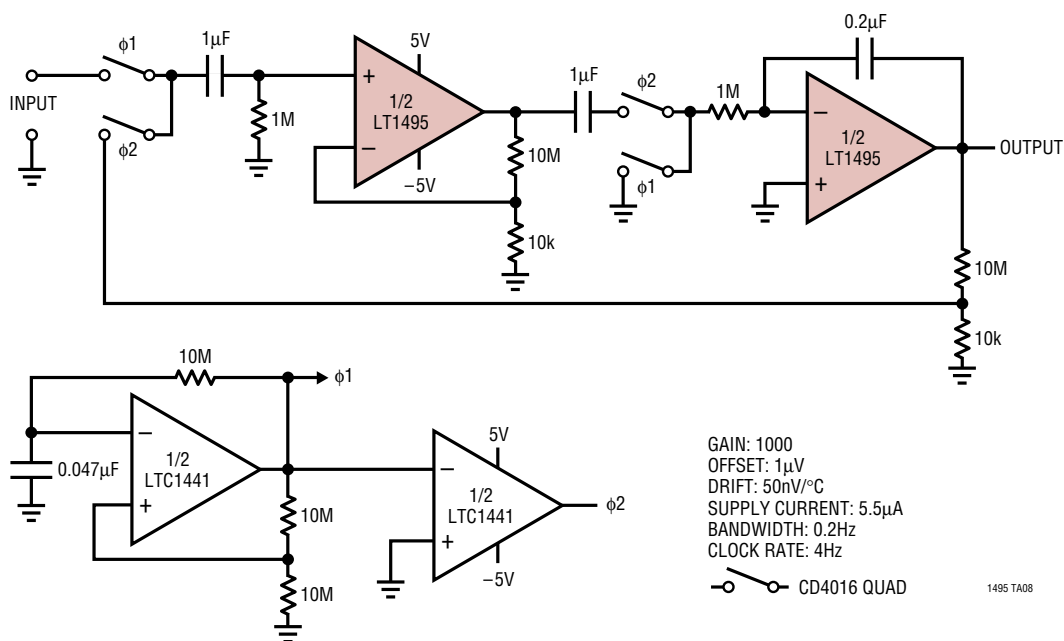 INPUT
φ1
φ2
1µF
1M
5V
+
1/2
LT1495
−
−5V
10M
10k
1µF
φ2
φ1
1M
0.2µF
−
1/2
LT1495
+
OUTPUT
10M
10k
10M
φ1
0.047µF
−
1/2
LTC1441
+
10M
10M
5V
−
1/2
LTC1441
+
−5V
φ2
GAIN: 1000
OFFSET: 1µV
DRIFT: 50nV/°C
SUPPLY CURRENT: 5.5µA
BANDWIDTH: 0.2Hz
CLOCK RATE: 4Hz
CD4016 QUAD
1495 TA08